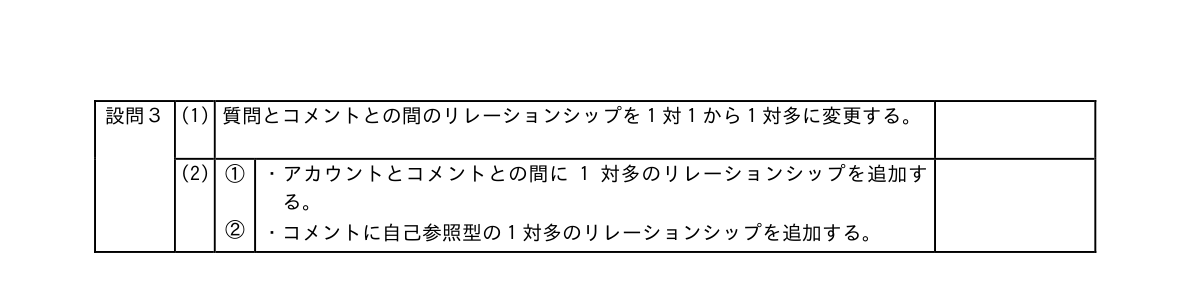 設問３ (1) 質問とコメントとの間のリレーションシップを１対１から１対多に変更する。
(2) ① ・アカウントとコメントとの間に 1 対多のリレーションシップを追加す
る。
② ・コメントに自己参照型の１対多のリレーションシップを追加する。